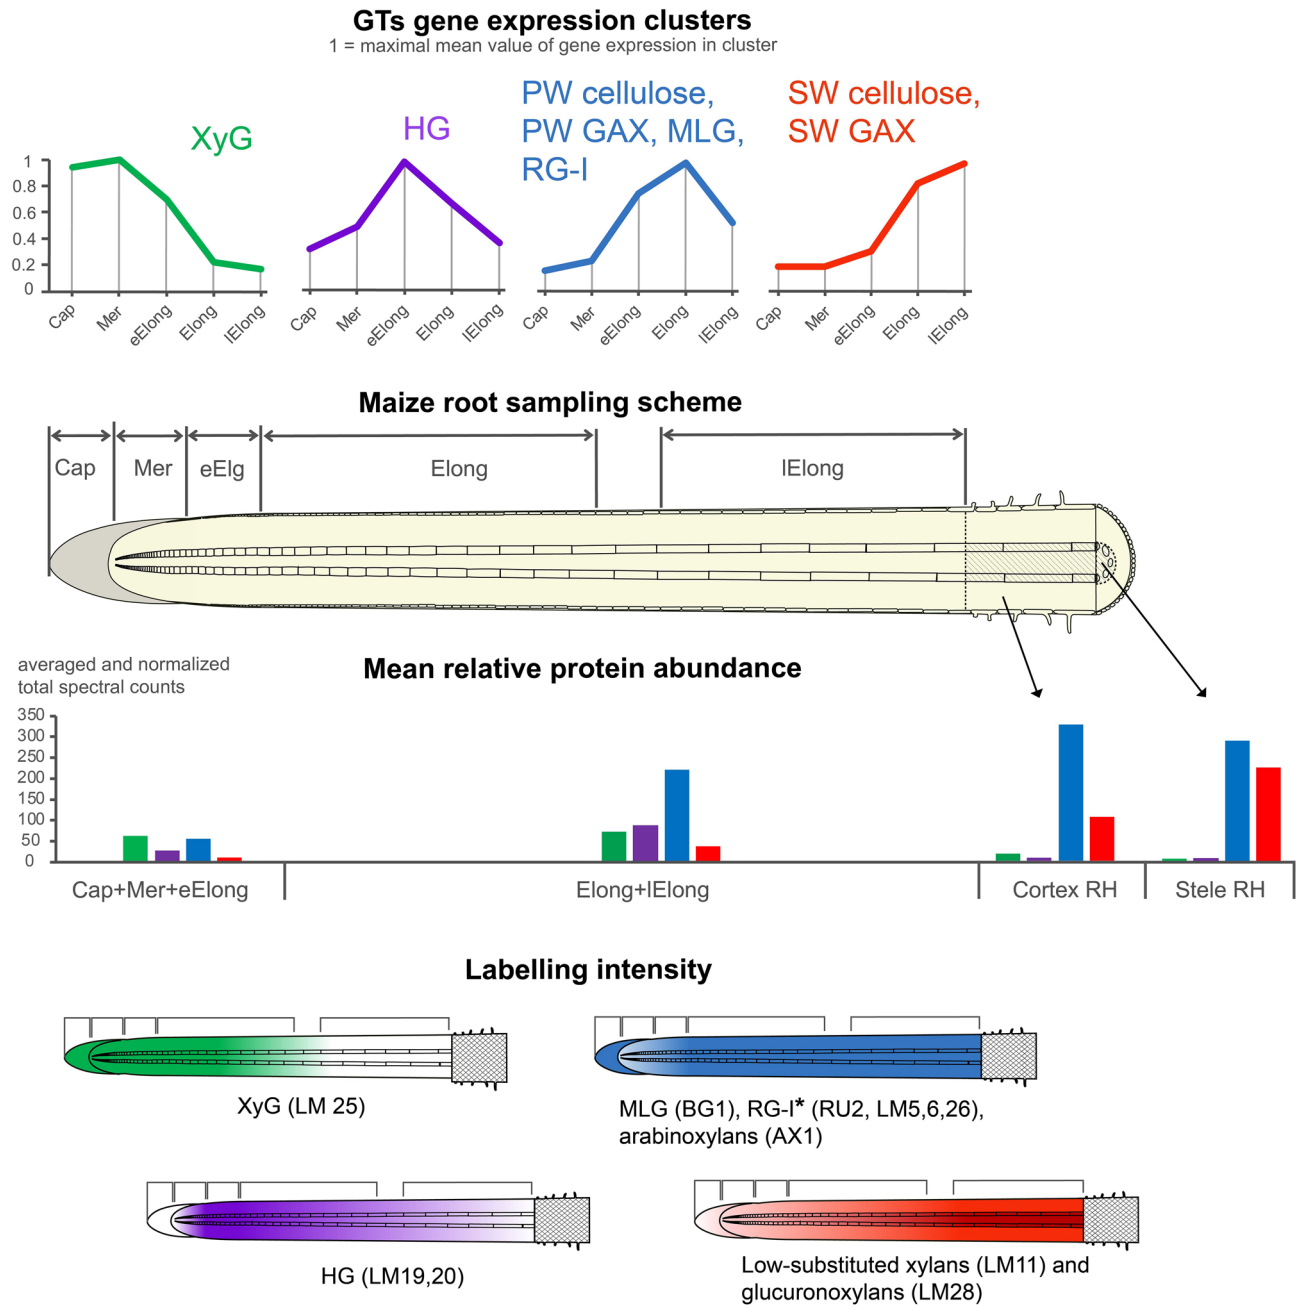 GTs gene expression clusters
1 = maximal mean value of gene expression in cluster
XyG
HG
PW cellulose,
PW GAX, MLG,
RG-I
SW cellulose,
SW GAX
1
0.8
0.6
0.4
0.2
0
Cap Mer eElong Elong lElong
Cap Mer eElong Elong lElong
Cap Mer eElong Elong lElong
Cap Mer eElong Elong lElong
Maize root sampling scheme
Cap Mer eElg Elong lElong
averaged and normalized
total spectral counts
Mean relative protein abundance
350
300
250
200
150
100
50
0
Cap+Mer+eElong Elong+lElong Cortex RH Stele RH
Labelling intensity
XyG (LM 25)
MLG (BG1), RG-I* (RU2, LM5,6,26),
arabinoxylans (AX1)
HG (LM19,20)
Low-substituted xylans (LM11) and
glucuronoxylans (LM28)